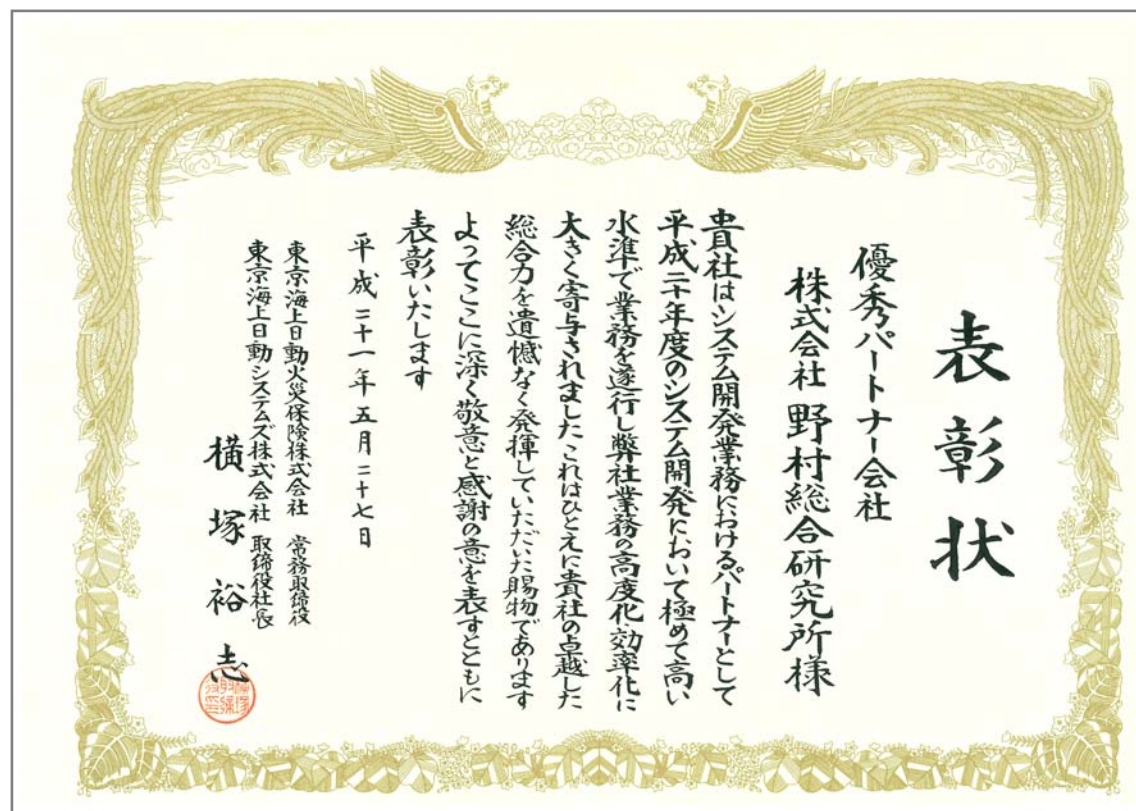 表彰状
優秀パートナー会社
株式会社 野村総合研究所様
貴社はシステム開発業務におけるパートナーとして
平成二十年度のシステム開発において極めて高い
水準で業務を遂行し弊社業務の高度化・効率化に
大きく寄与されましたこれはひとえに貴社の卓越した
総合力を遺憾なく発揮していただいた賜物であります
よってここに深く敬意と感謝の意を表すとともに
表彰いたします
平成二十一年五月二十七日
東京海上日動火災保険株式会社 常務取締役
東京海上日動システムズ株式会社 取締役社長
横塚裕志